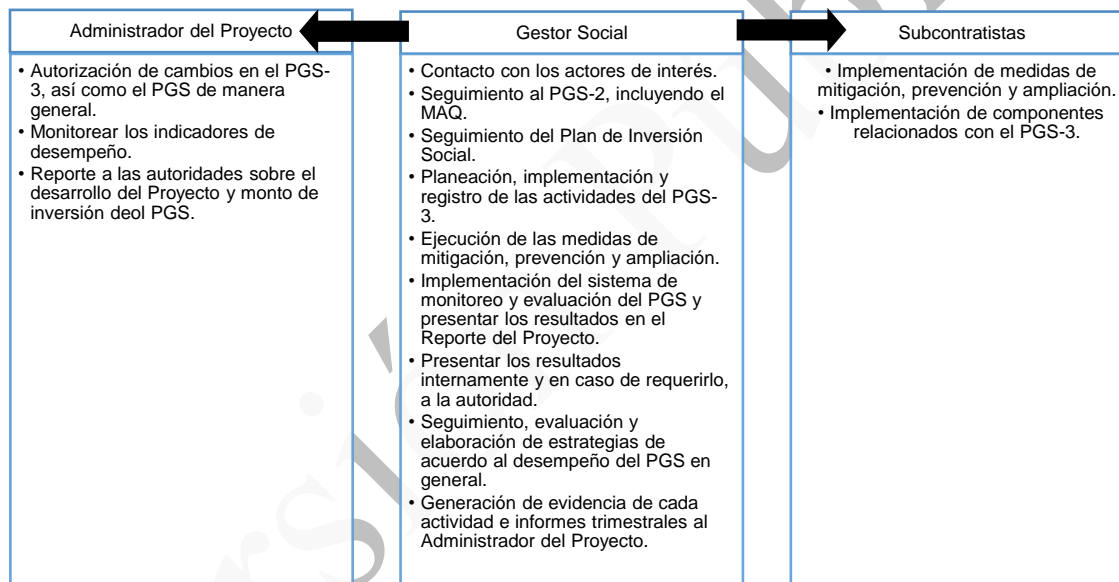 Administrador del Proyecto
• Autorización de cambios en el PGS-
3, así como el PGS de manera
general.
• Monitorear los indicadores de
desempeño.
• Reporte a las autoridades sobre el
desarrollo del Proyecto y monto de
inversión deol PGS.
Gestor Social
• Contacto con los actores de interés.
• Seguimiento al PGS-2, incluyendo el
MAQ.
• Seguimiento del Plan de Inversión
Social.
• Planeación, implementación y
registro de las actividades del PGS-
3.
• Ejecución de las medidas de
mitigación, prevención y ampliación.
• Implementación del sistema de
monitoreo y evaluación del PGS y
presentar los resultados en el
Reporte del Proyecto.
• Presentar los resultados
internamente y en caso de requerirlo,
a la autoridad.
• Seguimiento, evaluación y
elaboración de estrategias de
acuerdo al desempeño del PGS en
general.
• Generación de evidencia de cada
actividad e informes trimestrales al
Administrador del Proyecto.
Subcontratistas
• Implementación de medidas de
mitigación, prevención y ampliación.
• Implementación de componentes
relacionados con el PGS-3.